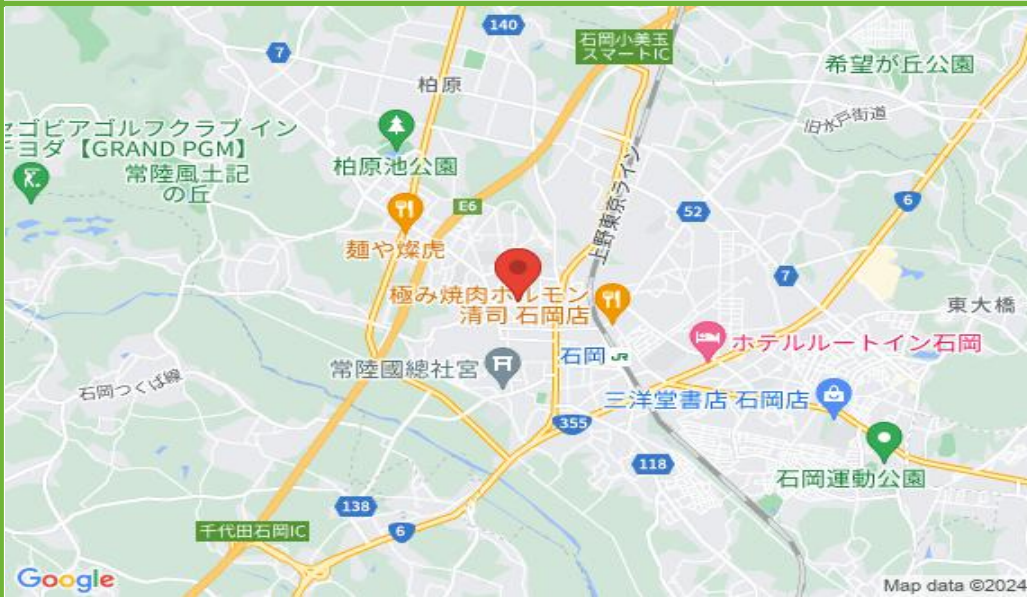 140
石岡小美玉
スマートIC
7
希望が丘公園
柏原
旧水戸街道
セゴビアゴルフクラブ イン
チヨダ【GRAND PGM】
柏原池公園
常陸風土記
の丘
6
E6
52
上野東京ライン
麺や燦虎
7
極み焼肉ホルモン
清司 石岡店
東大橋
ホテルルートイン石岡
石岡 JR
常陸國總社宮
石岡つくば線
三洋堂書店 石岡店
355
118
石岡運動公園
138
千代田石岡IC
6
Google
Map data ©2024